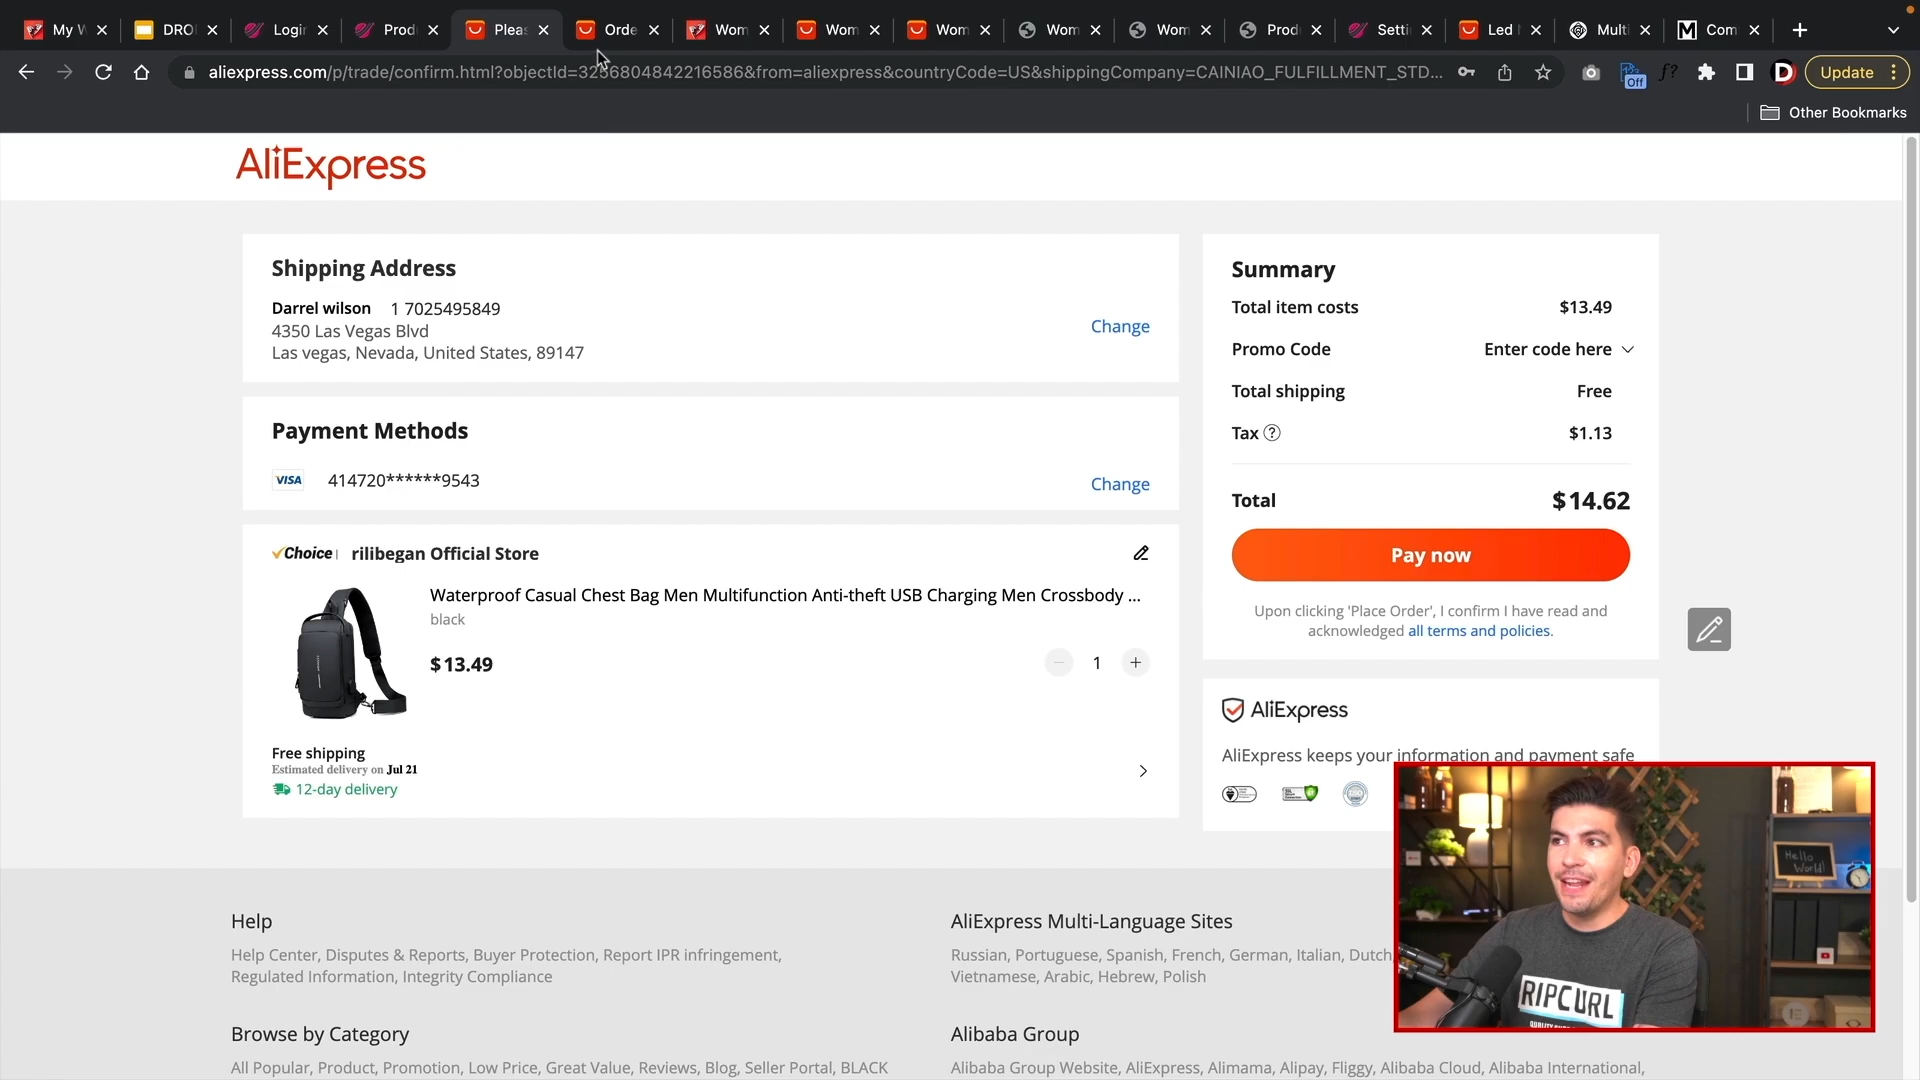 My W
DRO
Login
Prod
Pleas
Orde
Wom
Wom
Wom
Wom
Wom
Prod
Setti
Led
Multi
Com
aliexpress.com/p/trade/confirm.html?objectId=3256804842216586&from=aliexpress&countryCode=US&shippingCompany=CAINIAO_FULFILLMENT_STD...
Off
f?
D
Update
Other Bookmarks
AliExpress
Shipping Address
Darrel wilson 1 7025495849
4350 Las Vegas Blvd
Las vegas, Nevada, United States, 89147
Change
Payment Methods
VISA 414720******9543
Change
Choice rilibegan Official Store
Waterproof Casual Chest Bag Men Multifunction Anti-theft USB Charging Men Crossbody ...
black
$13.49
1
Free shipping
Estimated delivery on Jul 21
12-day delivery
Summary
Total item costs $13.49
Promo Code Enter code here
Total shipping Free
Tax ? $1.13
Total $14.62
Pay now
Upon clicking 'Place Order', I confirm I have read and
acknowledged all terms and policies.
AliExpress
AliExpress keeps your information and payment safe
Hello
World!
RIPCURL
Help
Help Center, Disputes & Reports, Buyer Protection, Report IPR infringement,
Regulated Information, Integrity Compliance
AliExpress Multi-Language Sites
Russian, Portuguese, Spanish, French, German, Italian, Dutch,
Vietnamese, Arabic, Hebrew, Polish
Browse by Category
All Popular, Product, Promotion, Low Price, Great Value, Reviews, Blog, Seller Portal, BLACK
Alibaba Group
Alibaba Group Website, AliExpress, Alimama, Alipay, Fliggy, Alibaba Cloud, Alibaba International,